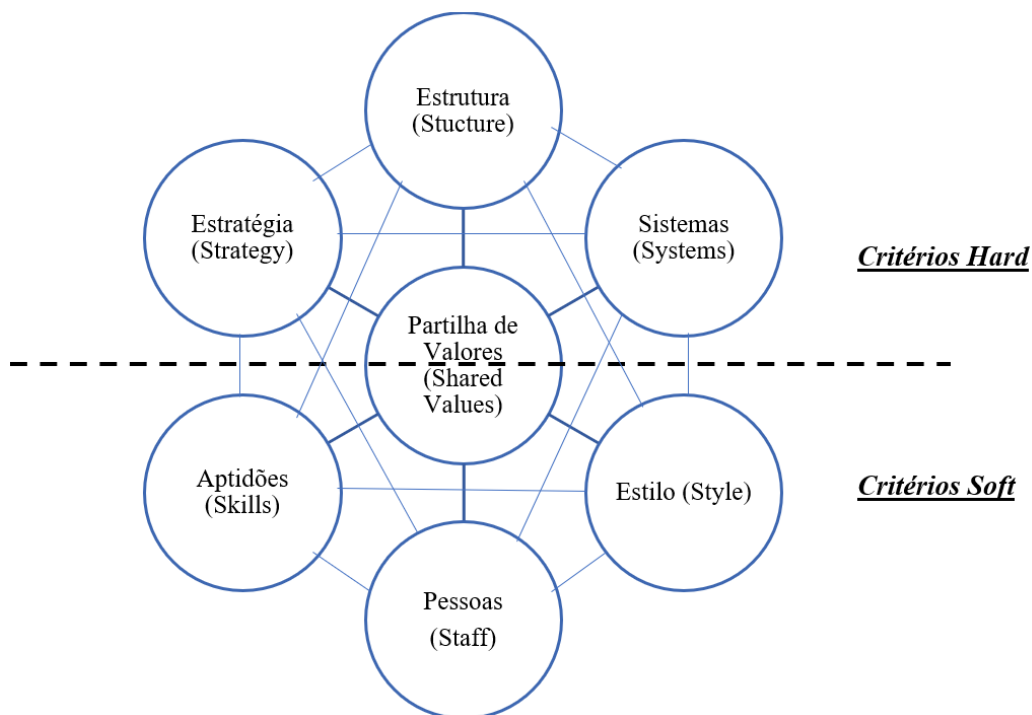 Estrutura
(Stucture)
Estratégia
(Strategy)
Sistemas
(Systems)
Critérios Hard
Partilha de
Valores
(Shared
Values)
Aptidões
(Skills)
Estilo (Style)
Critérios Soft
Pessoas
(Staff)